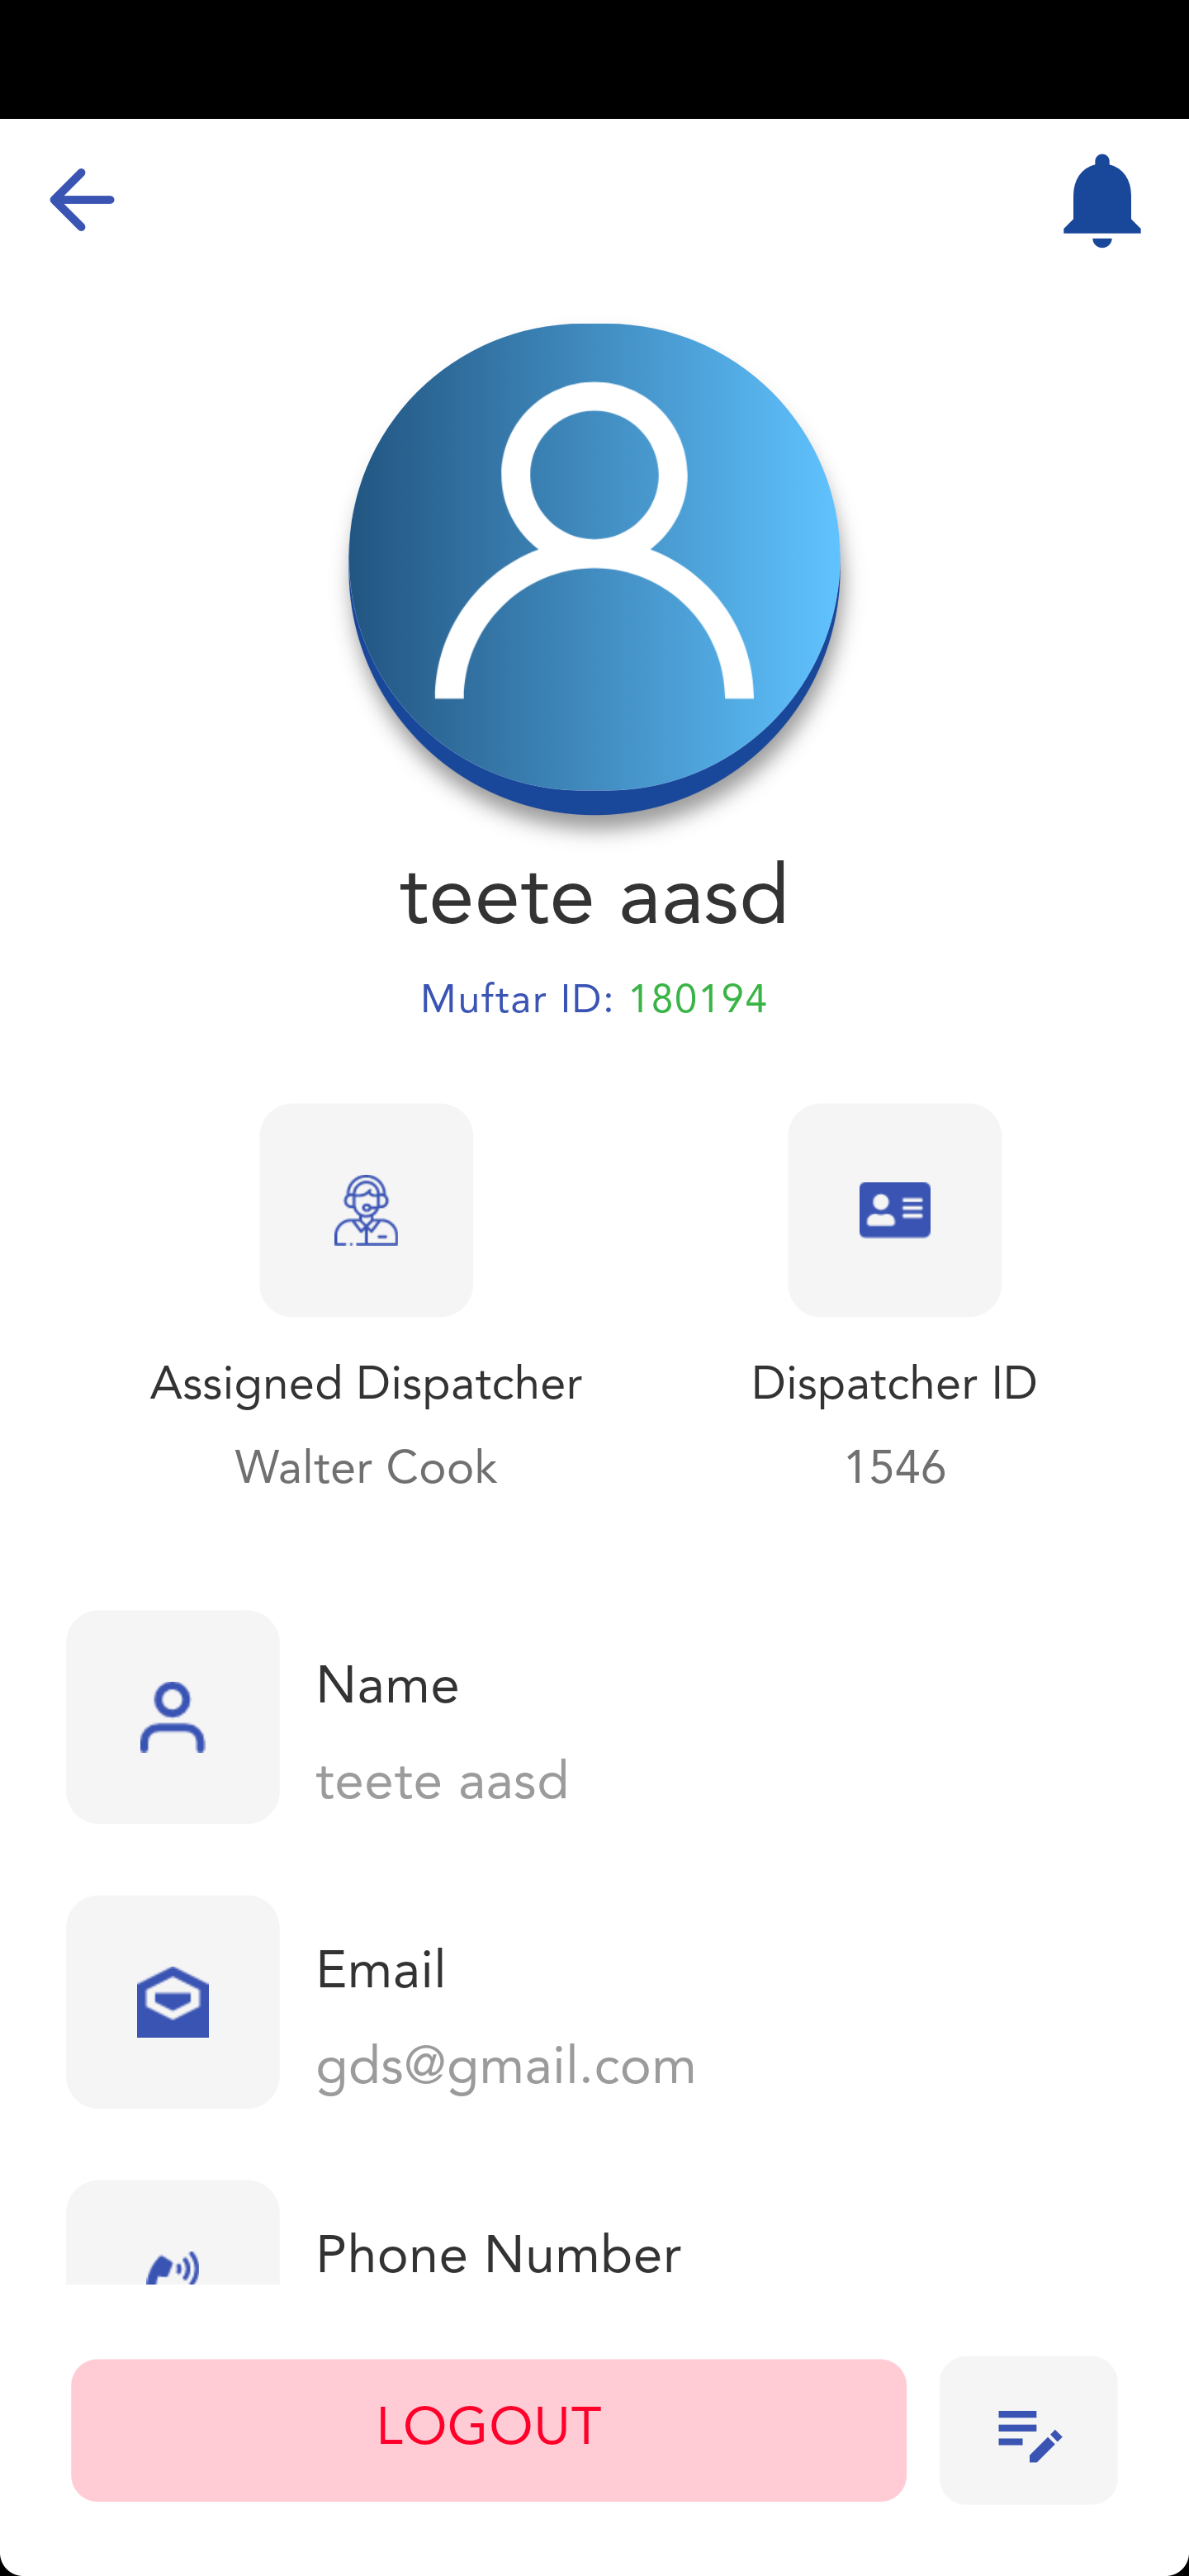 teete aasd
Muftar ID: 180194
Assigned Dispatcher
Walter Cook
Dispatcher ID
1546
Name
teete aasd
Email
gds@gmail.com
Phone Number
LOGOUT